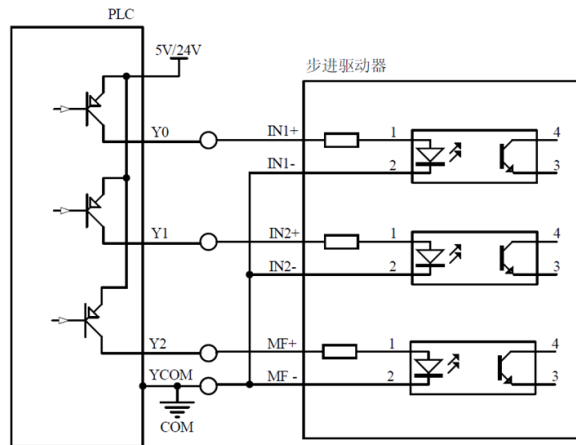 PLC
5V/24V
步进驱动器
Y0
IN1+
1
4
IN1-
2
3
Y1
IN2+
1
4
IN2-
2
3
Y2
MF+
1
4
YCOM
MF -
2
3
COM